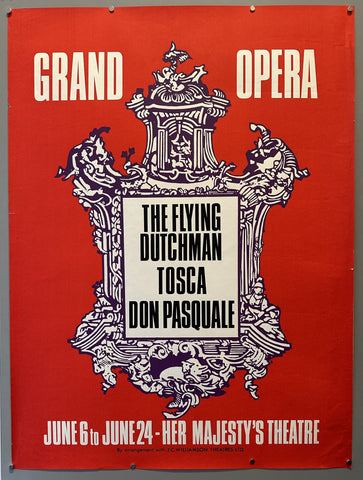 GRAND OPERA
THE FLYING
DUTCHMAN
TOSCA
DON PASQUALE
JUNE 6 to JUNE 24 - HER MAJESTY'S THEATRE
By arrangement with J.C. WILLIAMSON THEATRES LTD